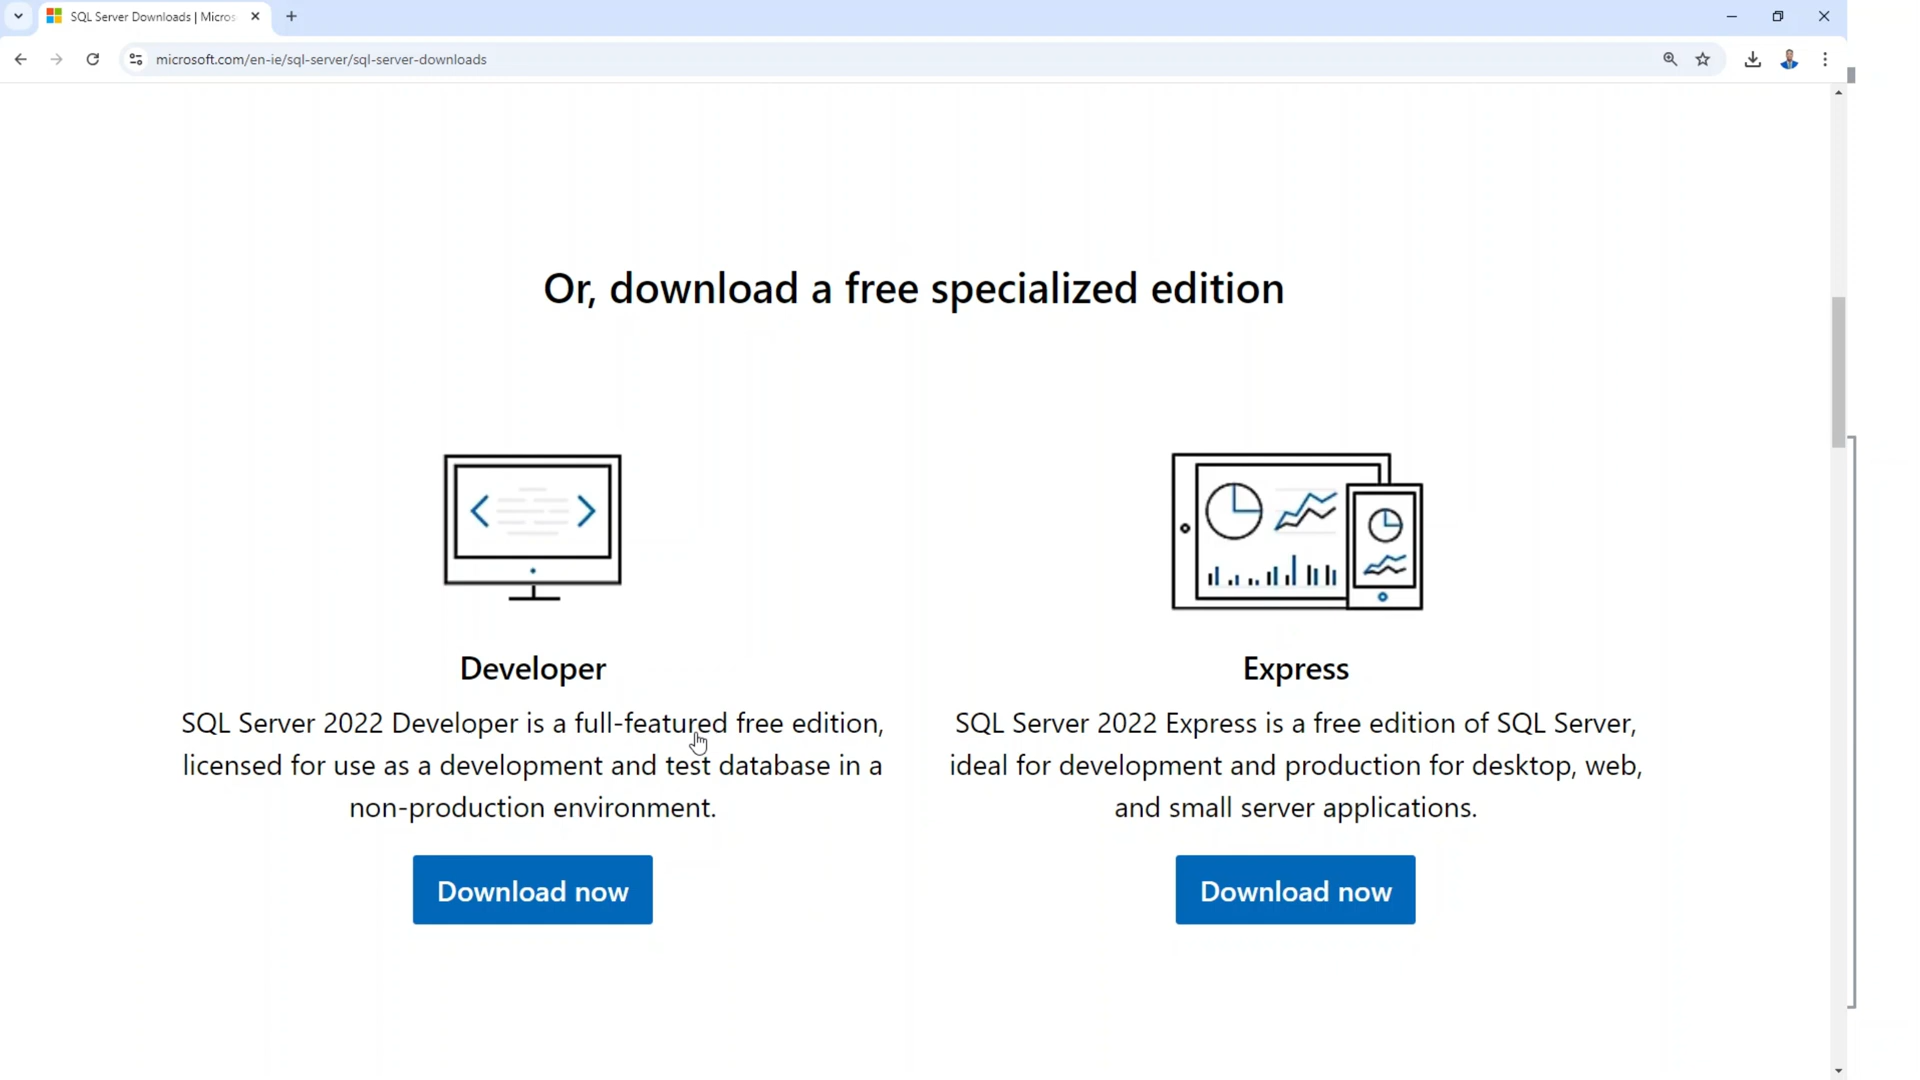 SQL Server Downloads | Micros
microsoft.com/en-ie/sql-server/sql-server-downloads
Or, download a free specialized edition
Developer
SQL Server 2022 Developer is a full-featured free edition,
licensed for use as a development and test database in a
non-production environment.
Download now
Express
SQL Server 2022 Express is a free edition of SQL Server,
ideal for development and production for desktop, web,
and small server applications.
Download now